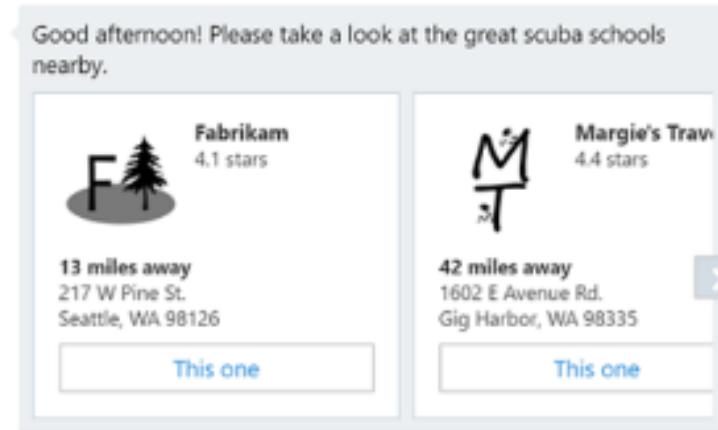 Good afternoon! Please take a look at the great scuba schools
nearby.
F
Fabrikam
4.1 stars
13 miles away
217 W Pine St.
Seattle, WA 98126
This one
M
T
Margie's Trav
4.4 stars
42 miles away
1602 E Avenue Rd.
Gig Harbor, WA 98335
This one